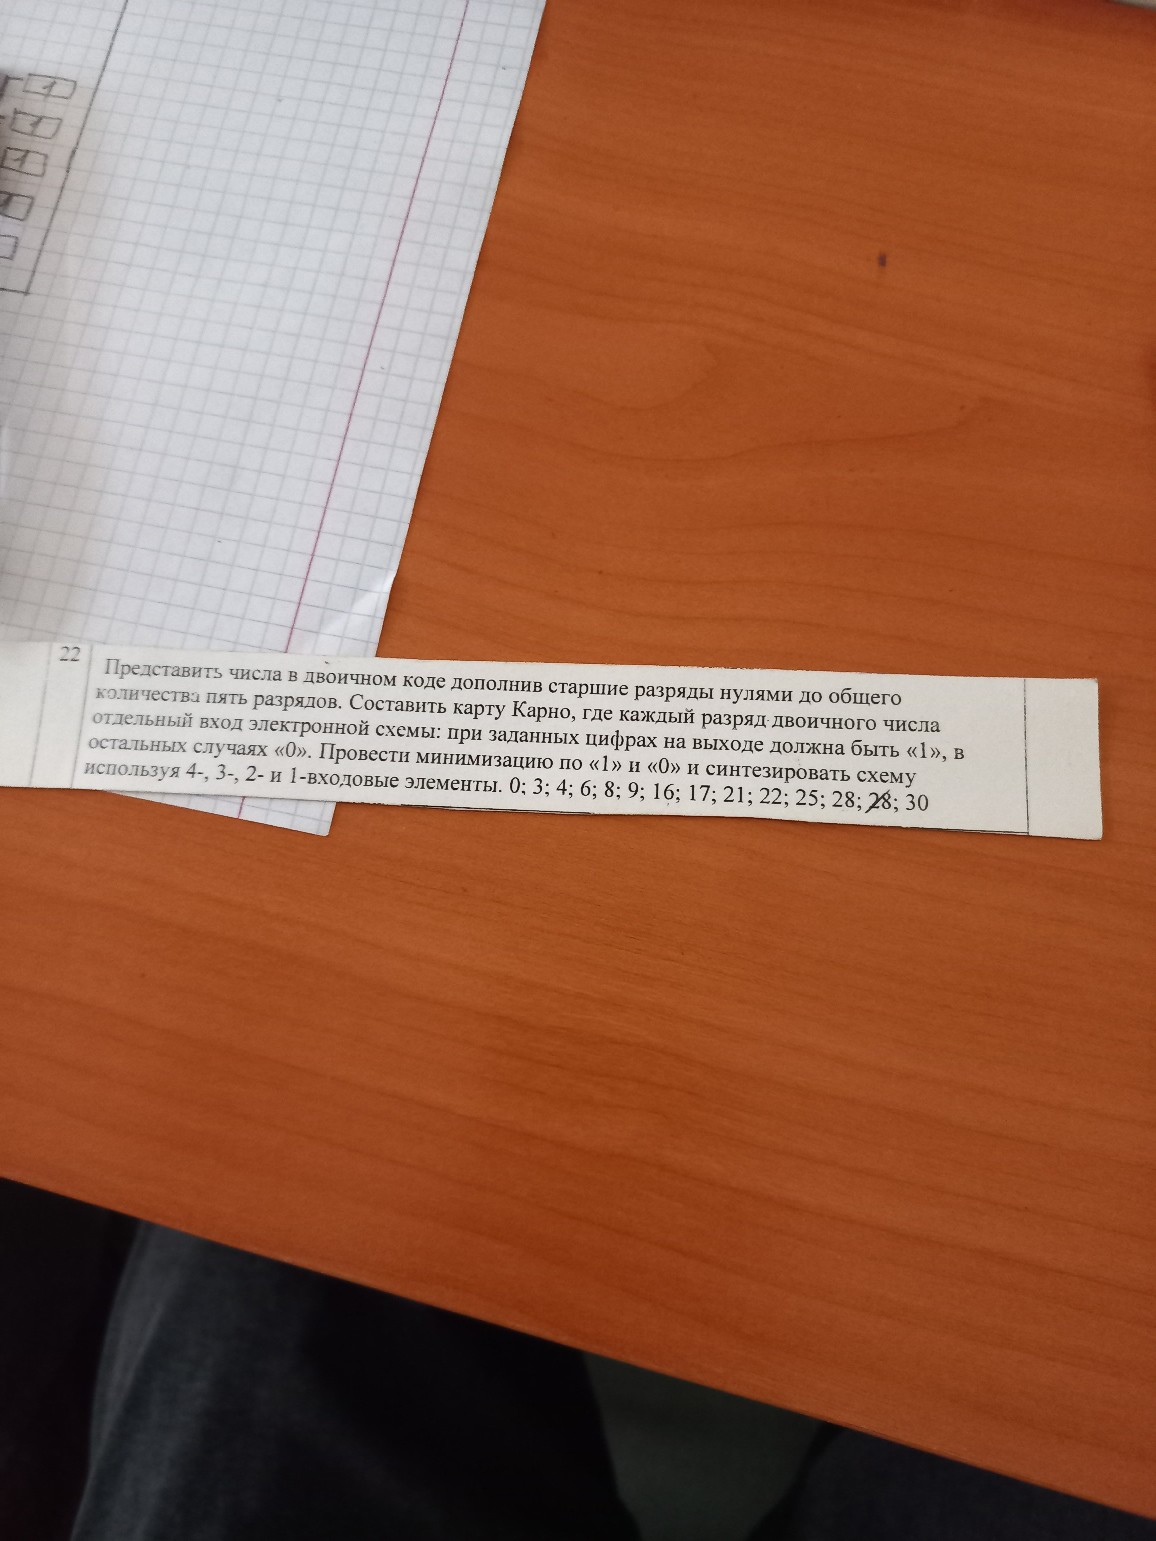 1
1
1
22
Представить числа в двоичном коде дополнив старшие разряды нулями до общего
количества пять разрядов. Составить карту Карно, где каждый разряд двоичного числа
отдельный вход электронной схемы: при заданных цифрах на выходе должна быть «1», в
остальных случаях «0». Провести минимизацию по «1» и «0» и синтезировать схему
используя 4-, 3-, 2- и 1-входовые элементы. 0; 3; 4; 6; 8; 9; 16; 17; 21; 22; 25; 28; 28; 30